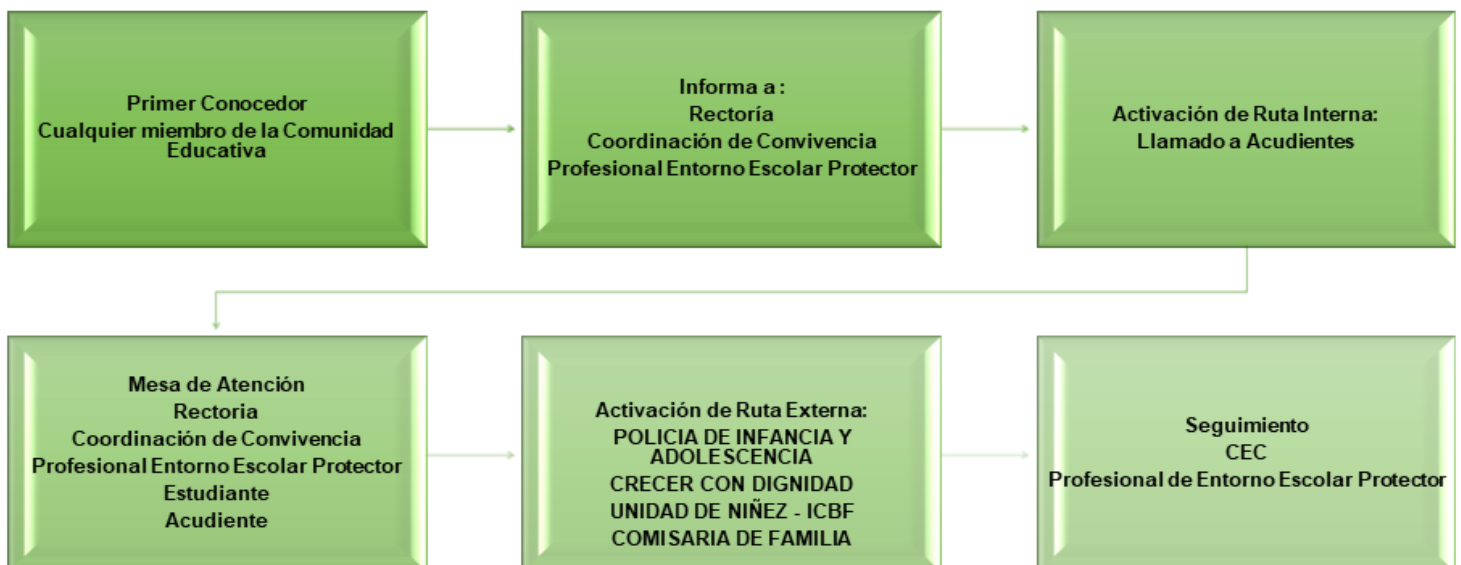 Primer Conocedor
Cualquier miembro de la Comunidad
Educativa
Informa a :
Rectoría
Coordinación de Convivencia
Profesional Entorno Escolar Protector
Activación de Ruta Interna:
Llamado a Acudientes
Mesa de Atención
Rectoria
Coordinación de Convivencia
Profesional Entorno Escolar Protector
Estudiante
Acudiente
Activación de Ruta Externa:
POLICIA DE INFANCIA Y
ADOLESCENCIA
CRECER CON DIGNIDAD
UNIDAD DE NIÑEZ - ICBF
COMISARIA DE FAMILIA
Seguimiento
CEC
Profesional de Entorno Escolar Protector